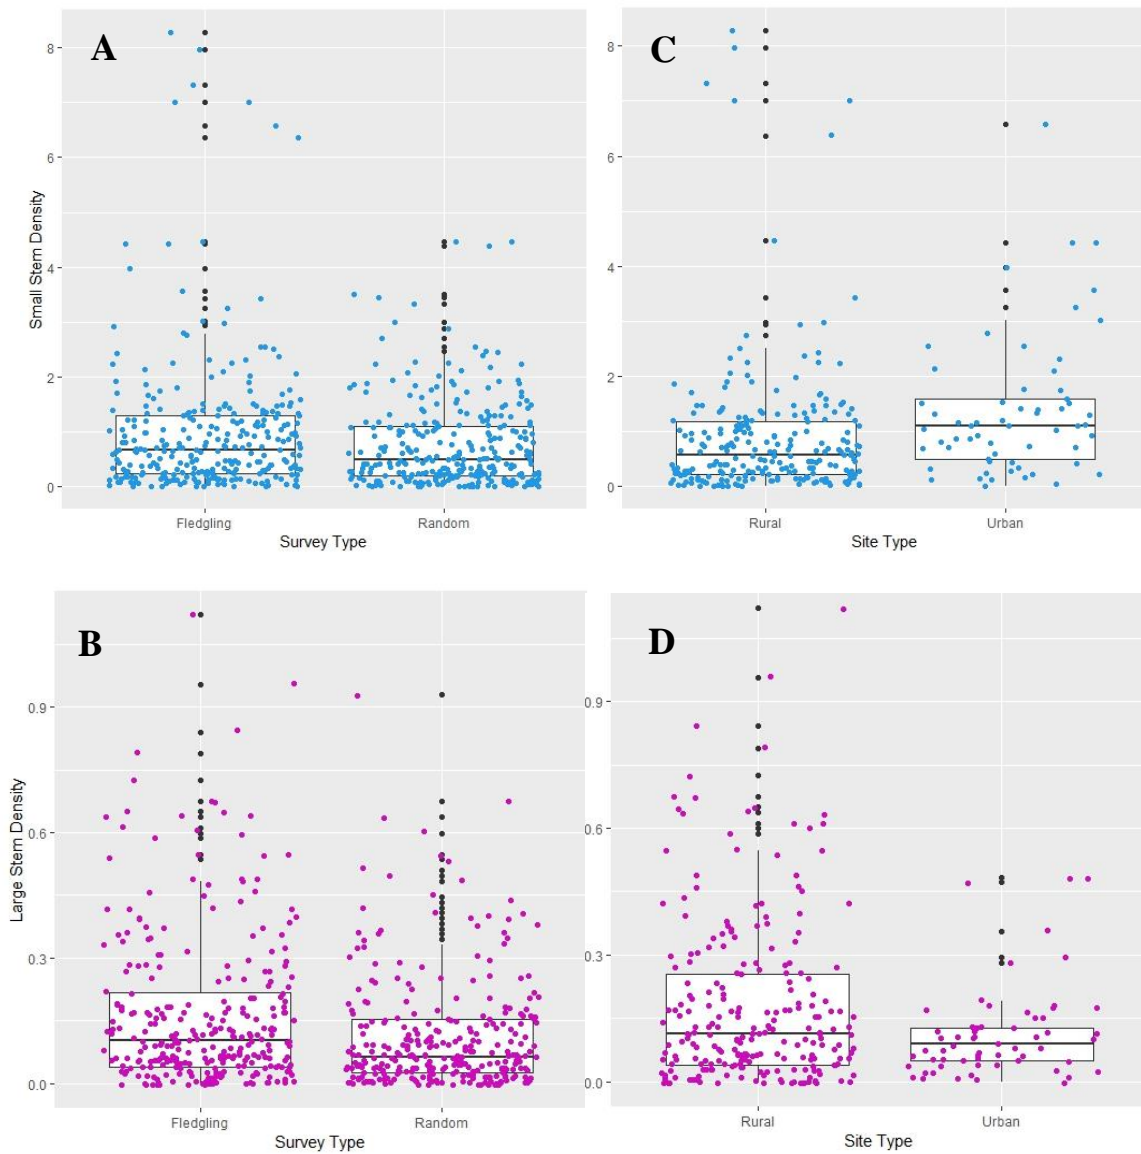 A
Small Stem Density
8
6
4
2
0
Fledgling Random
Survey Type
C
8
6
4
2
0
Rural Urban
Site Type
B
Large Stem Density
0.9
0.6
0.3
0.0
Fledgling Random
Survey Type
D
0.9
0.6
0.3
0.0
Rural Urban
Site Type